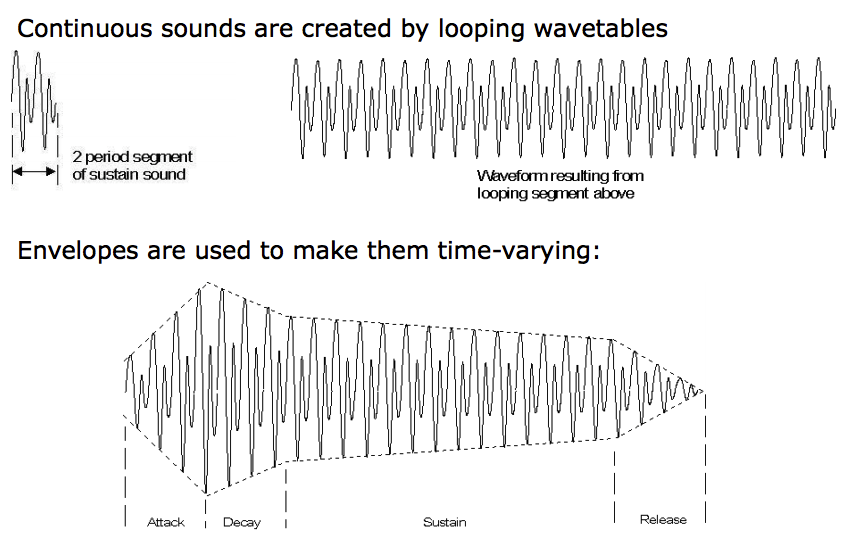 Continuous sounds are created by looping wavetables
2 period segment
of sustain sound
Waveform resulting from
looping segment above
Envelopes are used to make them time-varying:
Attack
Decay
Sustain
Release